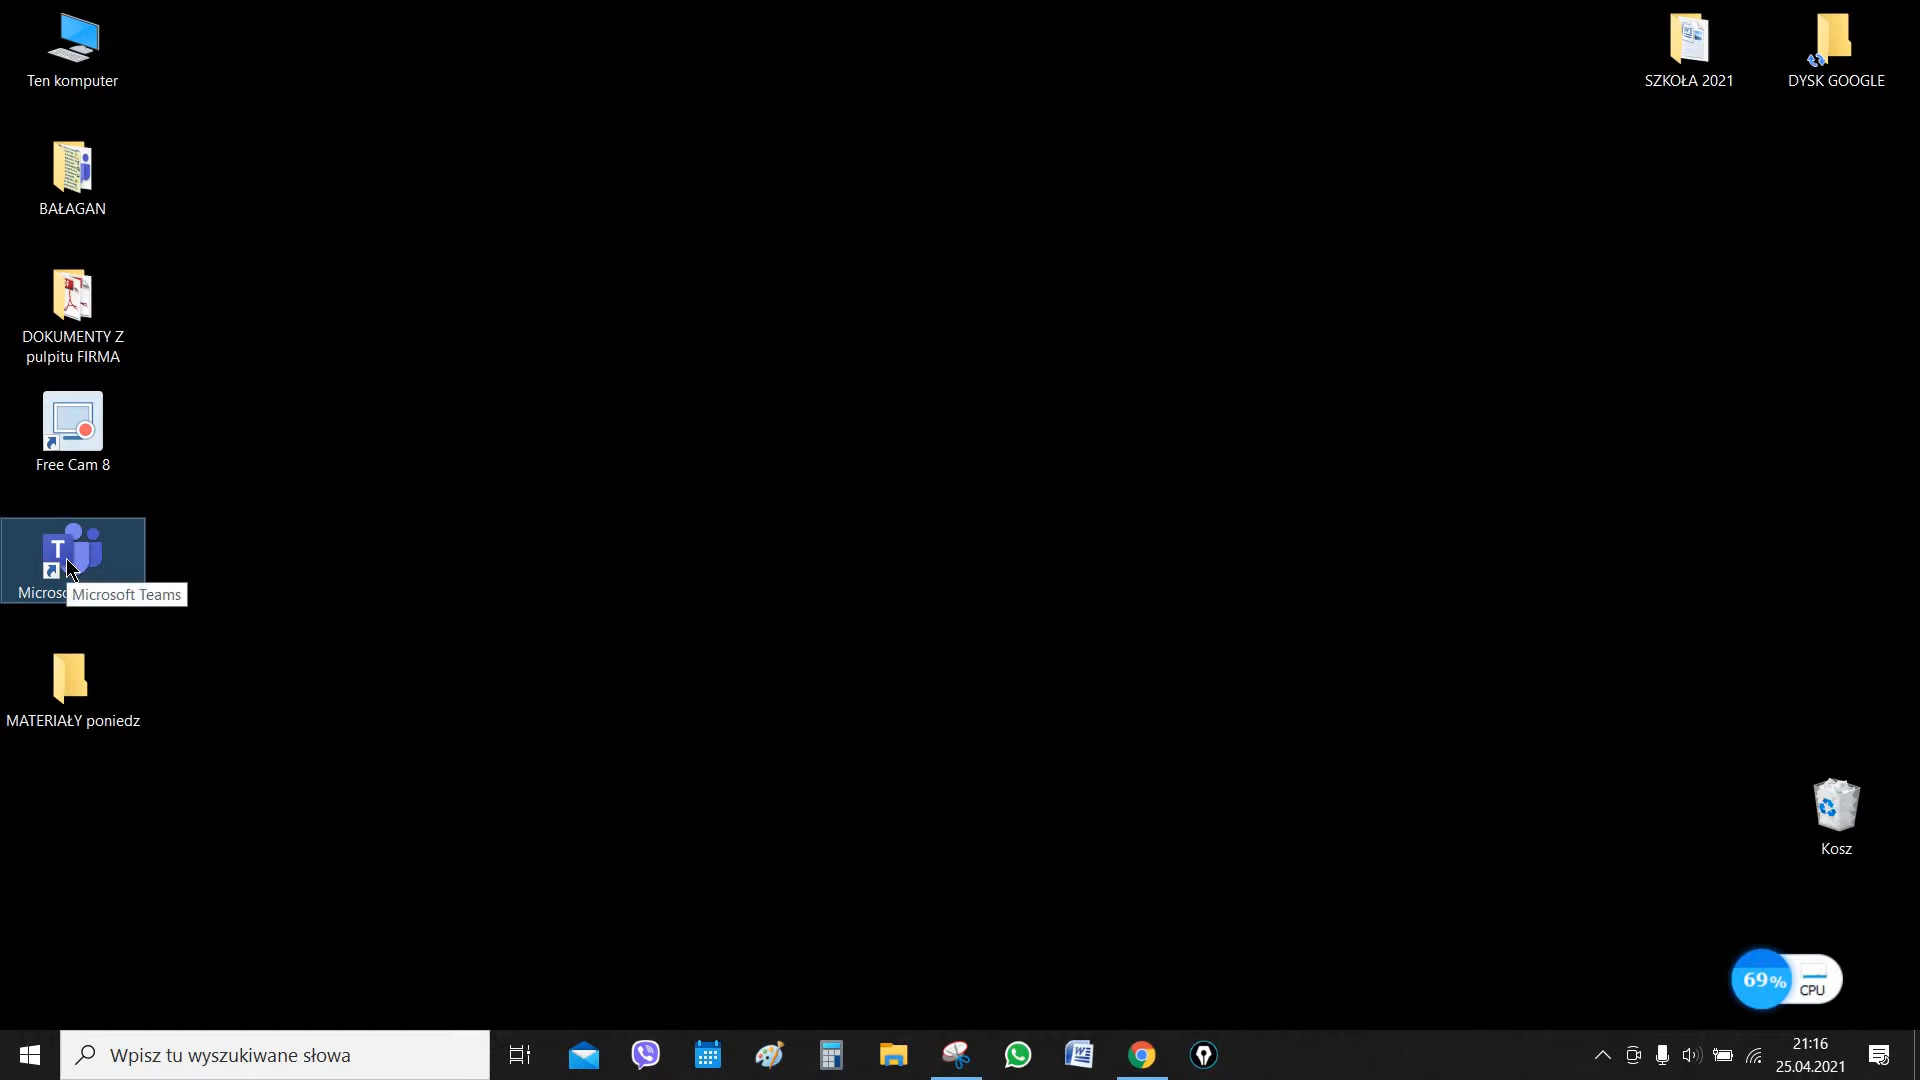 Ten komputer
BAŁAGAN
DOKUMENTY Z
pulpitu FIRMA
Free Cam 8
T
Microso
Microsoft Teams
MATERIAŁY poniedz
SZKOŁA 2021
DYSK GOOGLE
Kosz
69%
CPU
Wpisz tu wyszukiwane słowa
21:16
25.04.2021